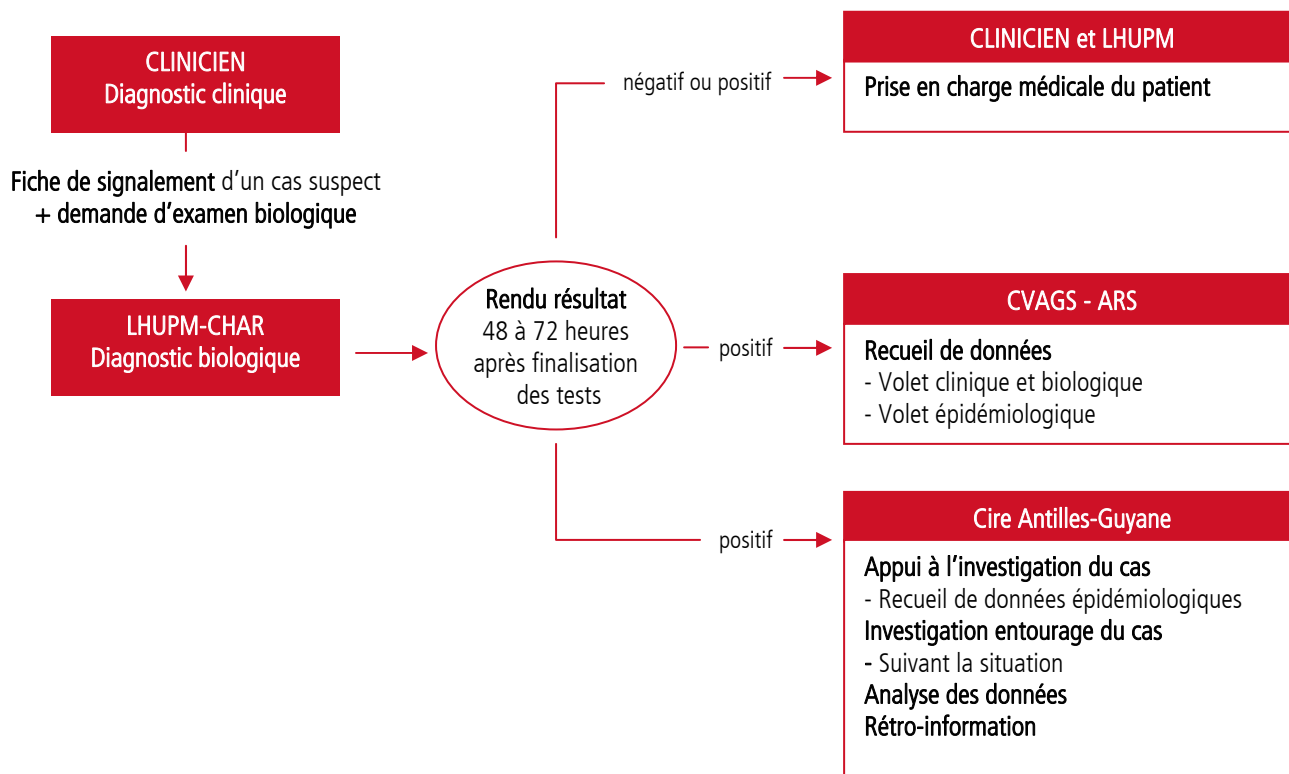 CLINICIEN
Diagnostic clinique
Fiche de signalement d’un cas suspect
+ demande d’examen biologique
LHUPM-CHAR
Diagnostic biologique
Rendu résultat
48 à 72 heures
après finalisation
des tests
négatif ou positif
CLINICIEN et LHUPM
Prise en charge médicale du patient
positif
CVAGS - ARS
Recueil de données
- Volet clinique et biologique
- Volet épidémiologique
positif
Cire Antilles-Guyane
Appui à l’investigation du cas
- Recueil de données épidémiologiques
Investigation entourage du cas
- Suivant la situation
Analyse des données
Rétro-information